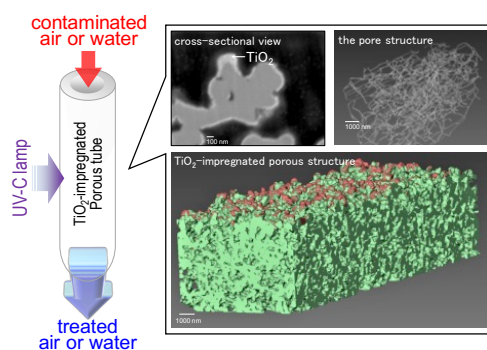 contaminated
air or water
UV-C lamp
TiO2-impregnated
Porous tube
treated
air or water
cross-sectional view
TiO2
100 nm
the pore structure
1000 nm
TiO2-impregnated porous structure
1000 nm